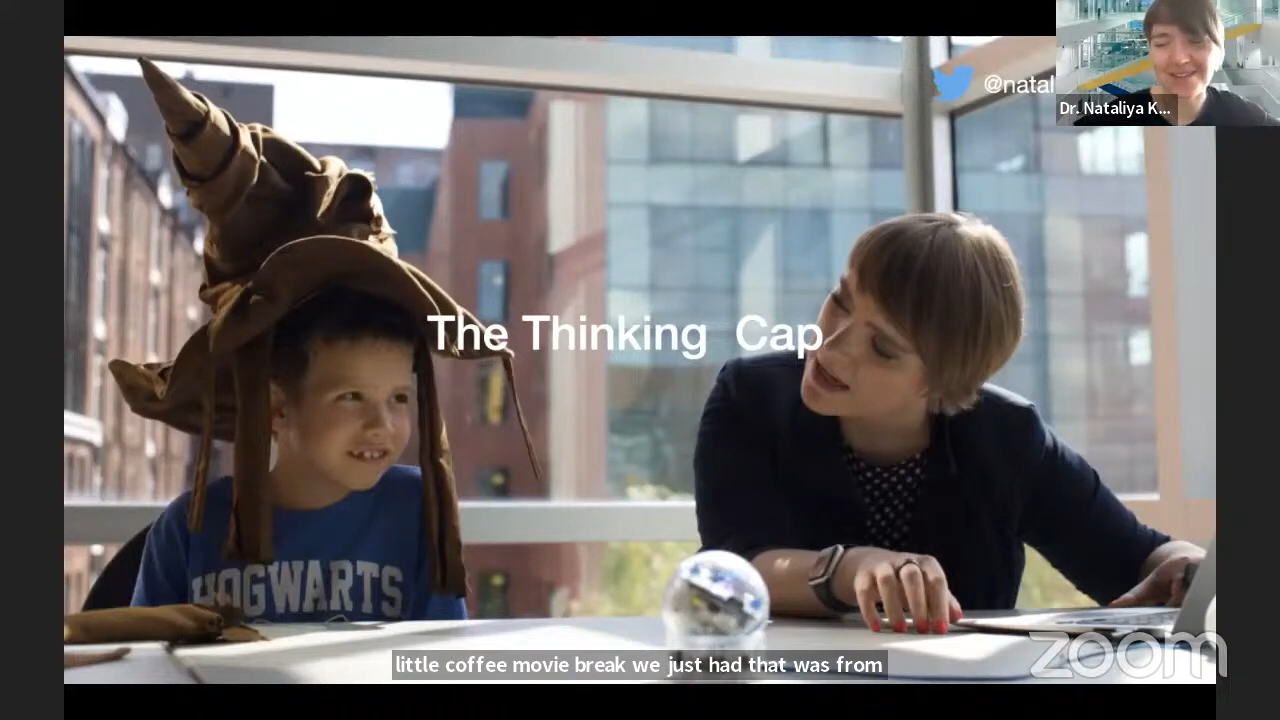 @natal
Dr. Nataliya K...
The Thinking Cap
HOGWARTS
little coffee movie break we just had that was from
zoom